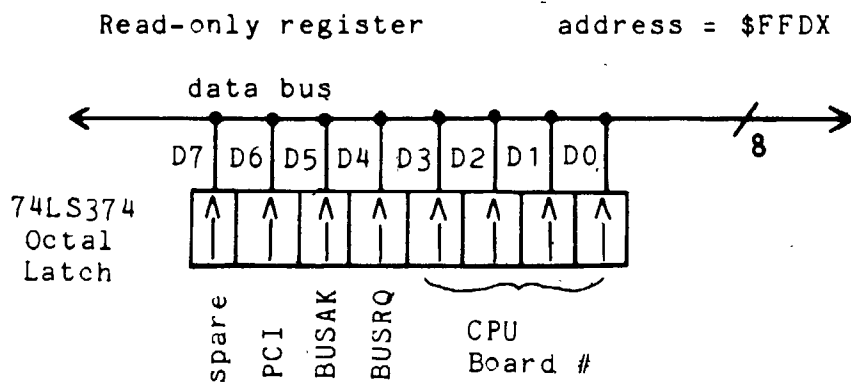 Read-only register address = $FFDX
data bus
8
D7 D6 D5 D4 D3 D2 D1 D0
74LS374
Octal
Latch
spare
PCI
BUSAK
BUSRQ
CPU
Board #